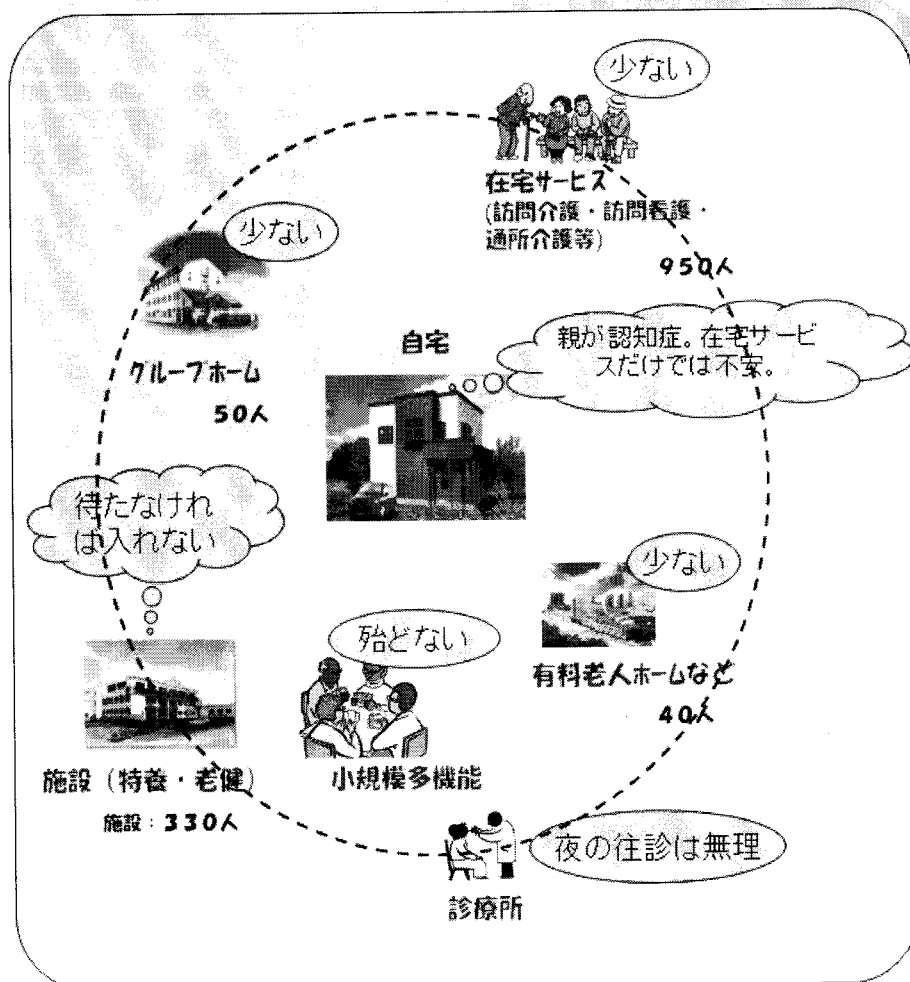 少ない
在宅サービス
(訪問介護・訪問看護・
通所介護等)
950人
少ない
グループホーム
50人
自宅
親が認知症。在宅サービ
スだけでは不安。
待たなけれ
ば入れない
少ない
有料老人ホームなど
40人
殆どない
小規模多機能
施設（特養・老健）
施設：330人
夜の往診は無理
診療所